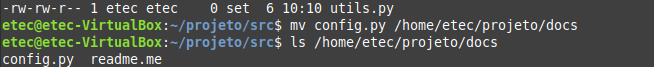 -rw-rw-r-- 1 etec etec    0 set  6 10:10 utils.py
etec@etec-VirtualBox:~/projeto/src$ mv config.py /home/etec/projeto/docs
etec@etec-VirtualBox:~/projeto/src$ ls /home/etec/projeto/docs
config.py  readme.me